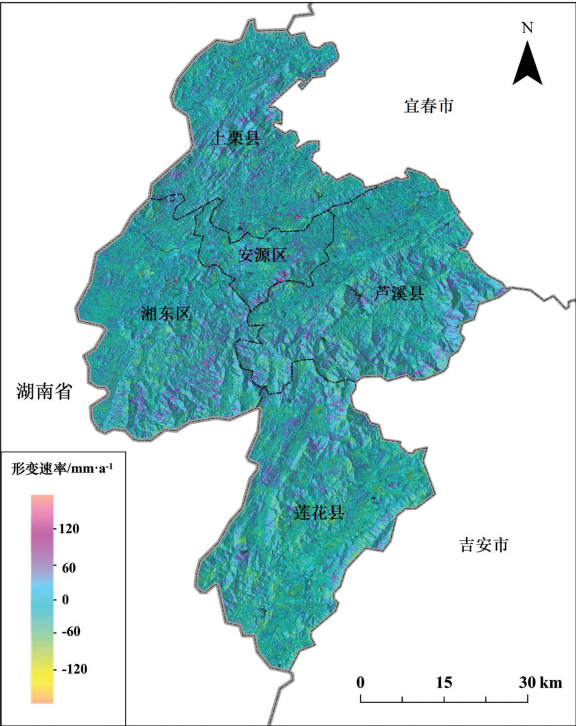 N
宜春市
上栗县
安源区
芦溪县
湘东区
湖南省
形变速率/mm·a⁻¹
120
60
0
-60
-120
莲花县
吉安市
0 15 30 km